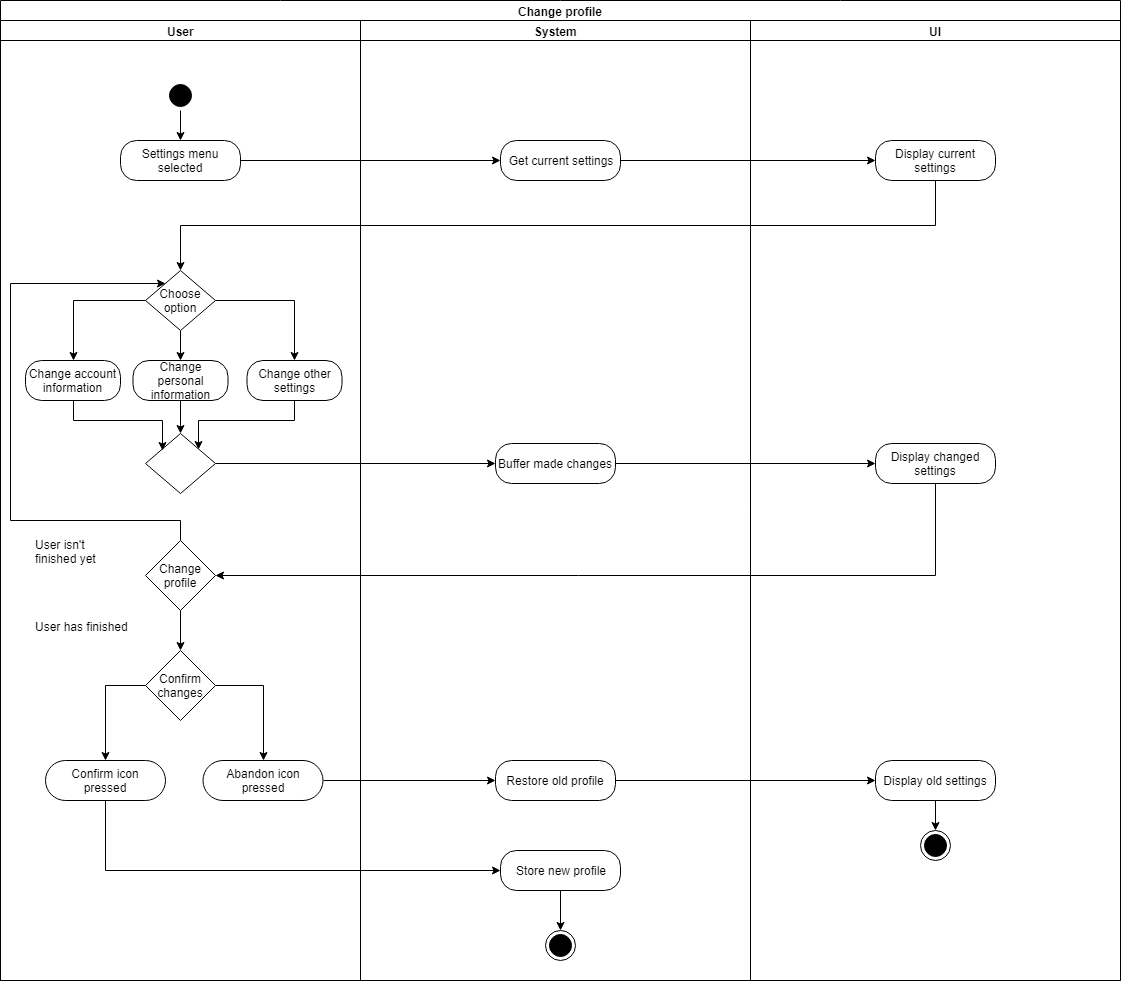 Change profile
User
System
UI
Settings menu
selected
Get current settings
Display current
settings
Choose
option
Change account
information
Change
personal
information
Change other
settings
Buffer made changes
Display changed
settings
User isn't
finished yet
Change
profile
User has finished
Confirm
changes
Confirm icon
pressed
Abandon icon
pressed
Restore old profile
Display old settings
Store new profile